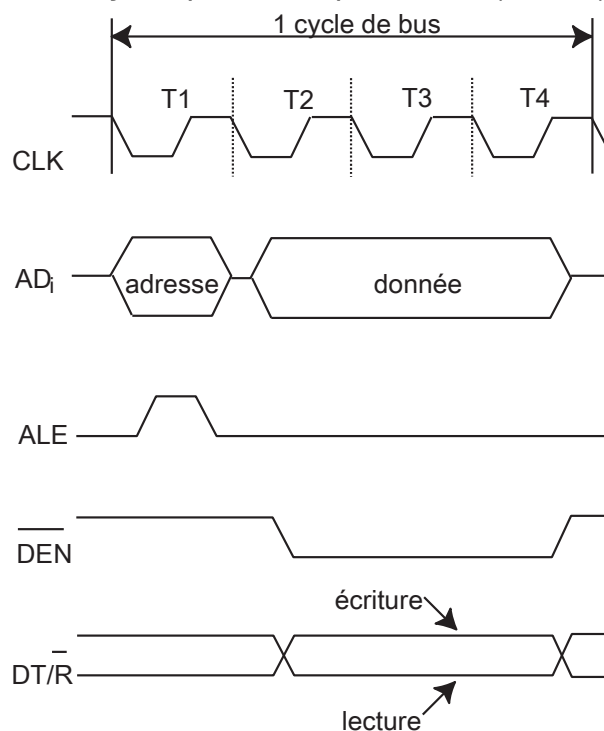 1 cycle de bus
T1 T2 T3 T4
CLK
ADi
adresse donnée
ALE
DEN
écriture
DT/R
lecture